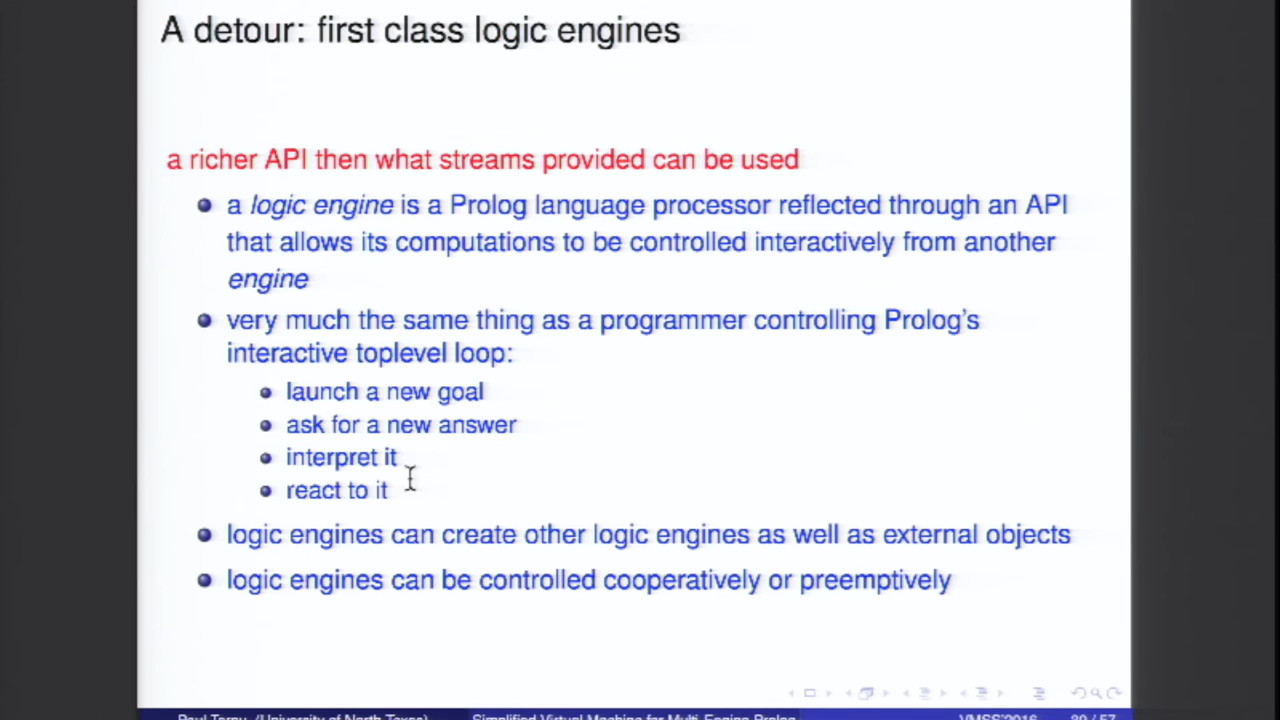 A detour: first class logic engines
a richer API then what streams provided can be used
a logic engine is a Prolog language processor reflected through an API
that allows its computations to be controlled interactively from another
engine
very much the same thing as a programmer controlling Prolog's
interactive toplevel loop:
launch a new goal
ask for a new answer
interpret it
react to it
logic engines can create other logic engines as well as external objects
logic engines can be controlled cooperatively or preemptively
Paul Tarau (University of North Texas) Simplified Virtual Machine for Multi-Engine Prolog VMSS'2016 / 57